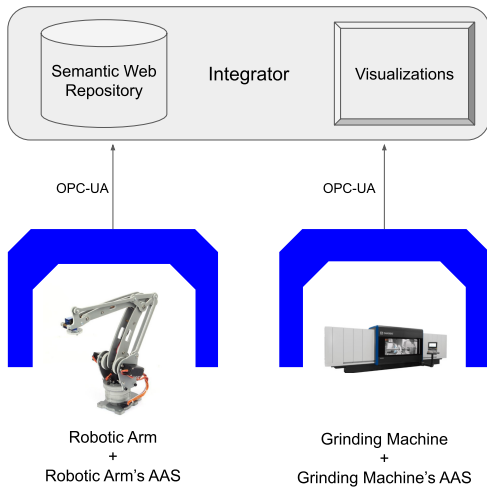 Semantic Web
Repository
Integrator
Visualizations
OPC-UA
OPC-UA
Robotic Arm
+
Robotic Arm's AAS
Grinding Machine
+
Grinding Machine's AAS